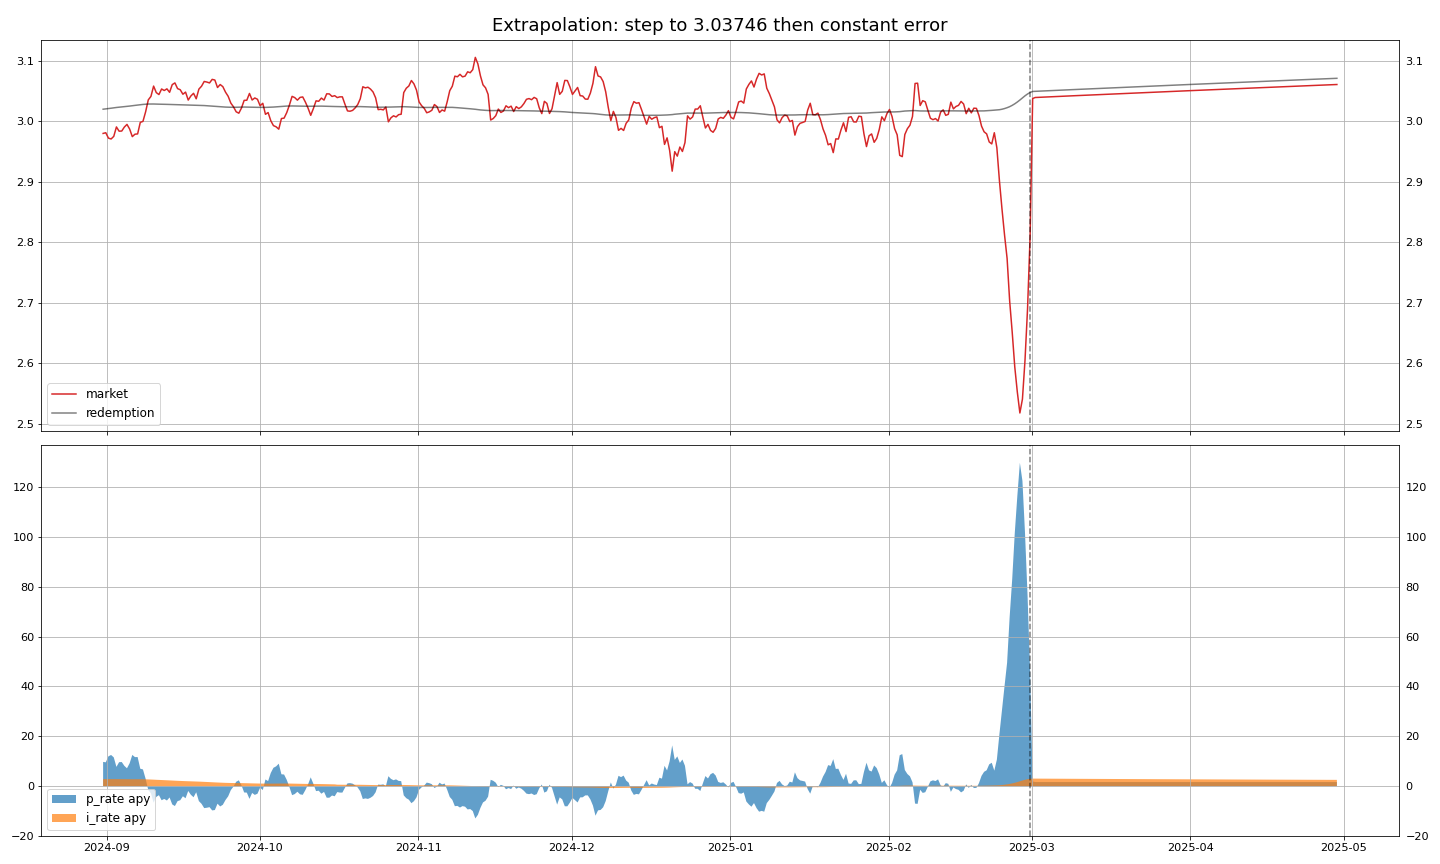 Extrapolation: step to 3.03746 then constant error
3.1 3.1
3.0 3.0
2.9 2.9
2.8 2.8
2.7 2.7
2.6 2.6
2.5 2.5
market
redemption
120 120
100 100
80 80
60 60
40 40
20 20
0 0
−20 −20
p_rate apy
i_rate apy
2024-09 2024-10 2024-11 2024-12 2025-01 2025-02 2025-03 2025-04 2025-05